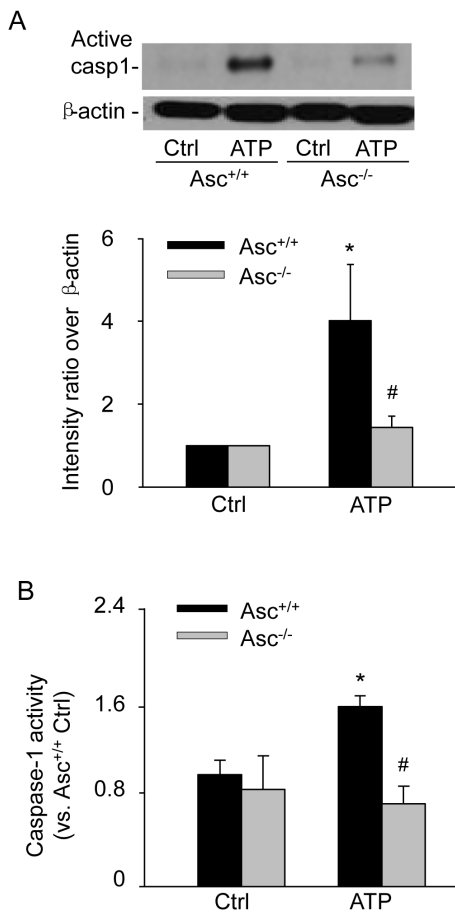 A
Active
casp1-
β-actin -
Ctrl ATP Ctrl ATP
Asc+/+ Asc-/-
Intensity ratio over β-actin
6
4
2
0
Asc+/+
Asc-/-
*
#
Ctrl ATP
B
Caspase-1 activity
(vs. Asc+/+ Ctrl)
2.4
1.6
0.8
0
Asc+/+
Asc-/-
*
#
Ctrl ATP